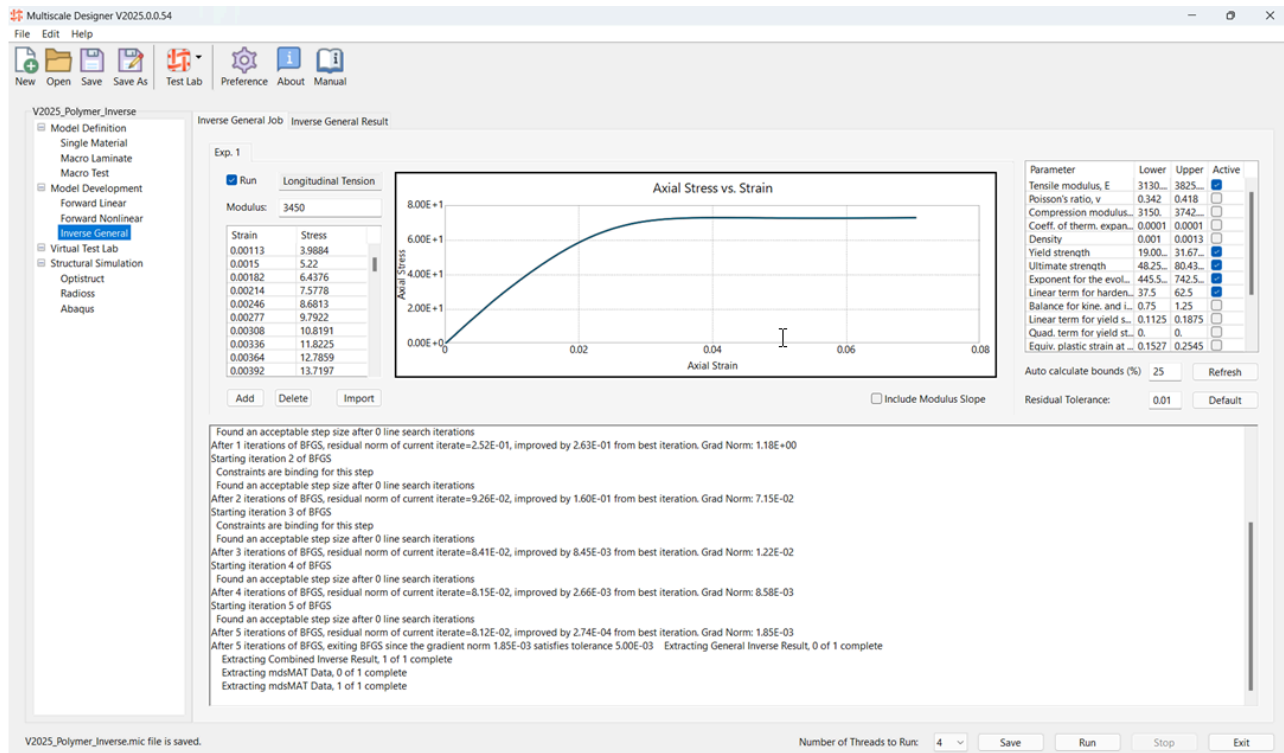 Multiscale Designer V2025.0.0.54
File Edit Help
New Open Save Save As Test Lab Preference About Manual
V2025_Polymer_Inverse
Model Definition
Single Material
Macro Laminate
Macro Test
Model Development
Forward Linear
Forward Nonlinear
Inverse General
Virtual Test Lab
Structural Simulation
Optistruct
Radioss
Abaqus
Inverse General Job Inverse General Result
Exp. 1
Run Longitudinal Tension
Modulus: 3450
Strain Stress
0.00113 3.9884
0.0015 5.22
0.00182 6.4376
0.00214 7.5778
0.00246 8.6813
0.00277 9.7922
0.00308 10.8191
0.00336 11.8225
0.00364 12.7859
0.00392 13.7197
Add Delete Import
Axial Stress vs. Strain
Axial Stress
8.00E+1
6.00E+1
4.00E+1
2.00E+1
0.00E+0
0 0.02 0.04 0.06 0.08
Axial Strain
Include Modulus Slope
Parameter Lower Upper Active
Tensile modulus, E 3130... 3825...
Poisson's ratio, v 0.342 0.418
Compression modulus... 3150. 3742...
Coeff. of therm. expan... 0.0001 0.0001
Density 0.001 0.0013
Yield strength 19.00... 31.67...
Ultimate strength 48.25... 80.43...
Exponent for the evol... 445.5... 742.5...
Linear term for harden... 37.5 62.5
Balance for kine. and i... 0.75 1.25
Linear term for yield s... 0.1125 0.1875
Quad. term for yield st... 0. 0.
Equiv. plastic strain at ... 0.1527 0.2545
Auto calculate bounds (%) 25 Refresh
Residual Tolerance: 0.01 Default
Found an acceptable step size after 0 line search iterations
After 1 iterations of BFGS, residual norm of current iterate=2.52E-01, improved by 2.63E-01 from best iteration. Grad Norm: 1.18E+00
Starting iteration 2 of BFGS
Constraints are binding for this step
Found an acceptable step size after 0 line search iterations
After 2 iterations of BFGS, residual norm of current iterate=9.26E-02, improved by 1.60E-01 from best iteration. Grad Norm: 7.15E-02
Starting iteration 3 of BFGS
Constraints are binding for this step
Found an acceptable step size after 0 line search iterations
After 3 iterations of BFGS, residual norm of current iterate=8.41E-02, improved by 8.45E-03 from best iteration. Grad Norm: 1.22E-02
Starting iteration 4 of BFGS
Found an acceptable step size after 0 line search iterations
After 4 iterations of BFGS, residual norm of current iterate=8.15E-02, improved by 2.66E-03 from best iteration. Grad Norm: 8.58E-03
Starting iteration 5 of BFGS
Found an acceptable step size after 0 line search iterations
After 5 iterations of BFGS, residual norm of current iterate=8.12E-02, improved by 2.74E-04 from best iteration. Grad Norm: 1.85E-03
After 5 iterations of BFGS, exiting BFGS since the gradient norm 1.85E-03 satisfies tolerance 5.00E-03 Extracting General Inverse Result, 0 of 1 complete
Extracting Combined Inverse Result, 1 of 1 complete
Extracting mdsMAT Data, 0 of 1 complete
Extracting mdsMAT Data, 1 of 1 complete
V2025_Polymer_Inverse.mic file is saved.
Number of Threads to Run: 4 Save Run Stop Exit